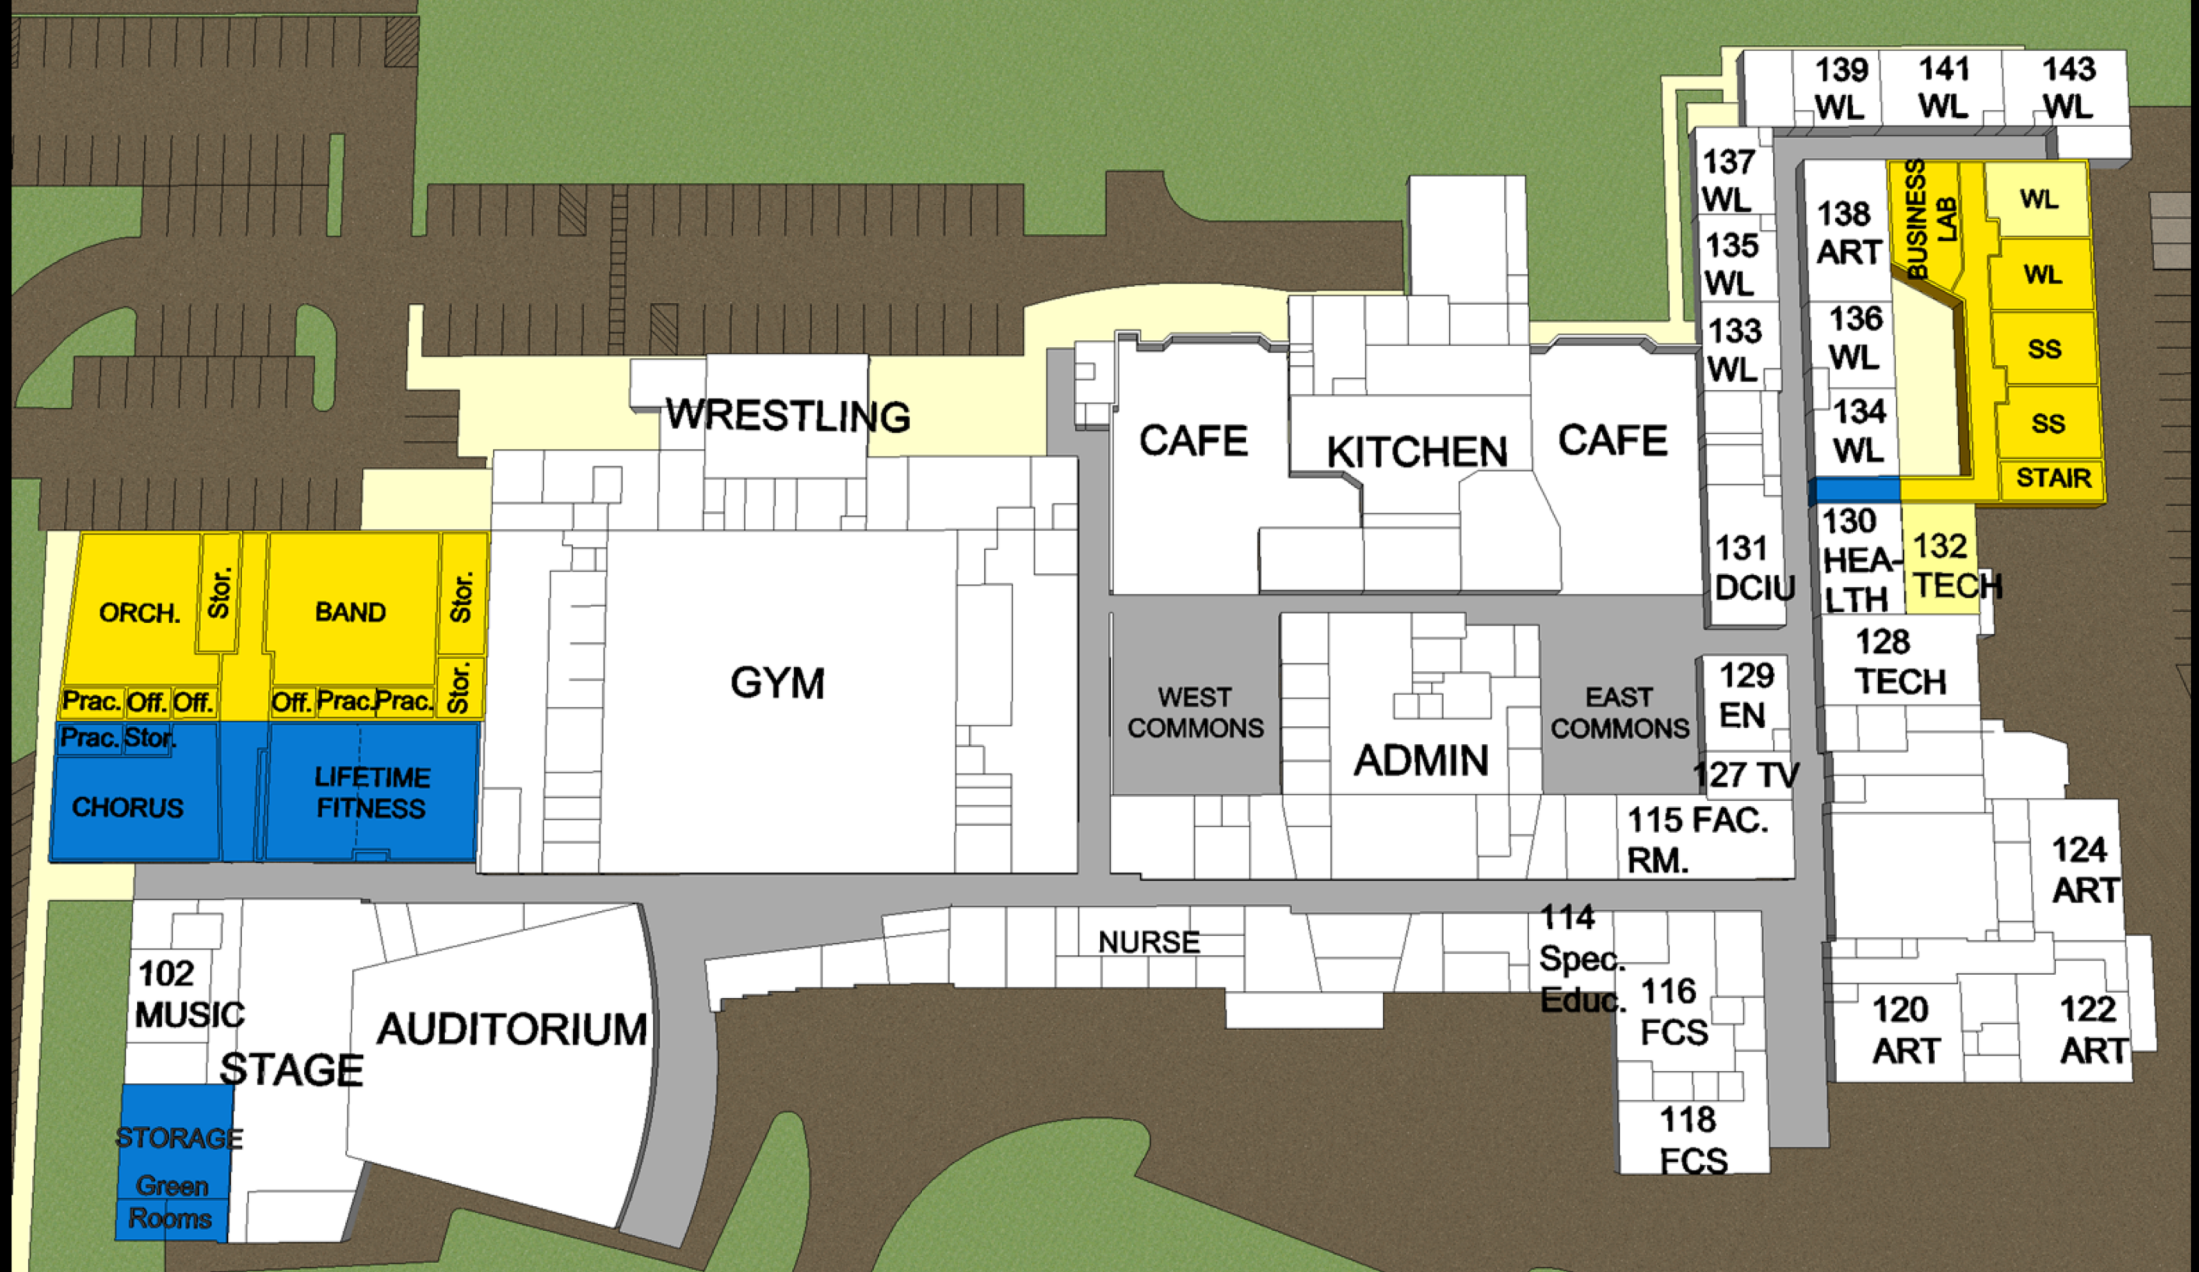 139
WL
141
WL
143
WL
137
WL
138
ART
BUSINESS
LAB
WL
135
WL
WL
133
WL
136
WL
SS
134
WL
SS
STAIR
WRESTLING
CAFE
KITCHEN
CAFE
131
DCIU
130
HEA-
LTH
132
TECH
128
TECH
ORCH.
Stor.
BAND
Stor.
Stor.
Prac.
Off.
Off.
Off.
Prac.
Prac.
Prac.
Stor.
CHORUS
LIFETIME
FITNESS
GYM
WEST
COMMONS
ADMIN
EAST
COMMONS
129
EN
127 TV
115 FAC.
RM.
124
ART
102
MUSIC
STAGE
AUDITORIUM
NURSE
114
Spec.
Educ.
116
FCS
118
FCS
120
ART
122
ART
STORAGE
Green
Rooms